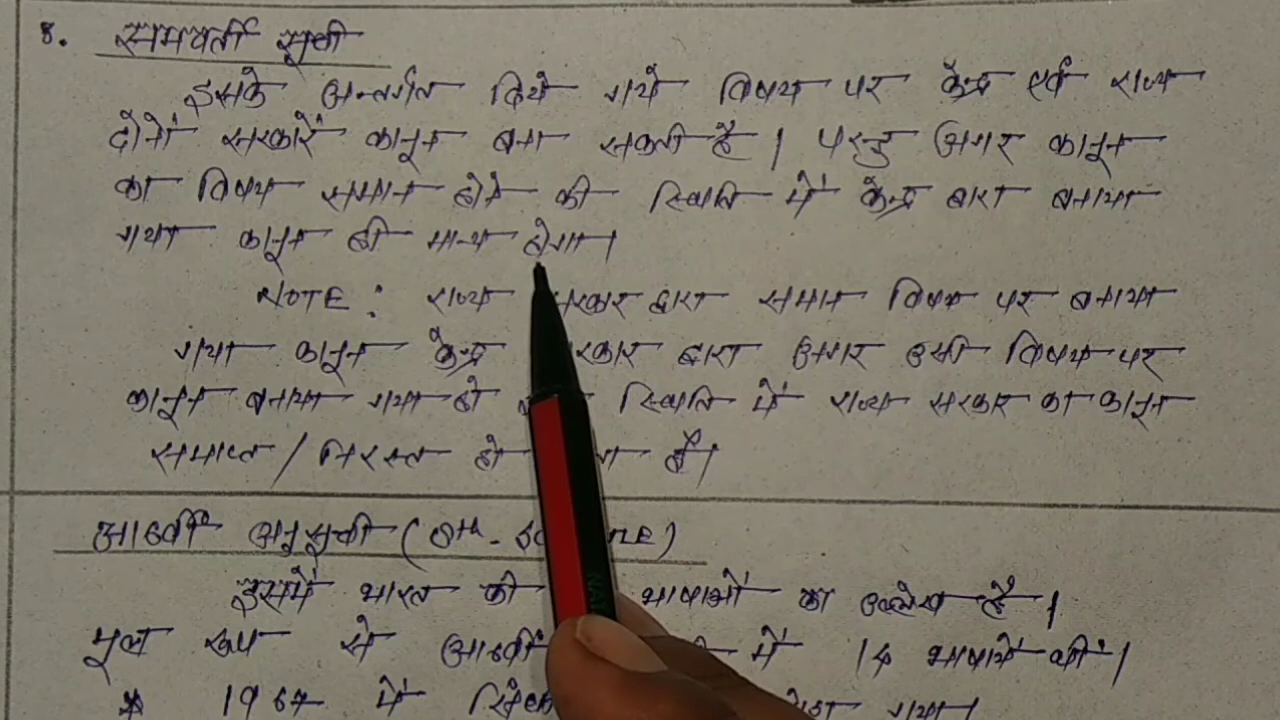 8. समवर्ती सूची
इसके अन्तर्गत दिये गये विषय पर केन्द्र एवं राज्य
दोनों सरकारें कानून बना सकती है। परन्तु अगर कानून
का विषय समान होने की स्थिति में केन्द्र द्वारा बनाया
गया कानून ही मान्य होगा।
NOTE: राज्य सरकार द्वारा समान विषय पर बनाया
गया कानून केन्द्र सरकार द्वारा अगर उसी विषय पर
कानून बनाया गया हो स्थिति में राज्य सरकार का कानून
समाप्त / निरस्त हो है।
आठवीं अनुसूची (8th-
इसमें भारत की भाषाओं का उल्लेख है।
मूल रूप से आठवीं में 14 भाषायें थीं।
* 1967 में गया।